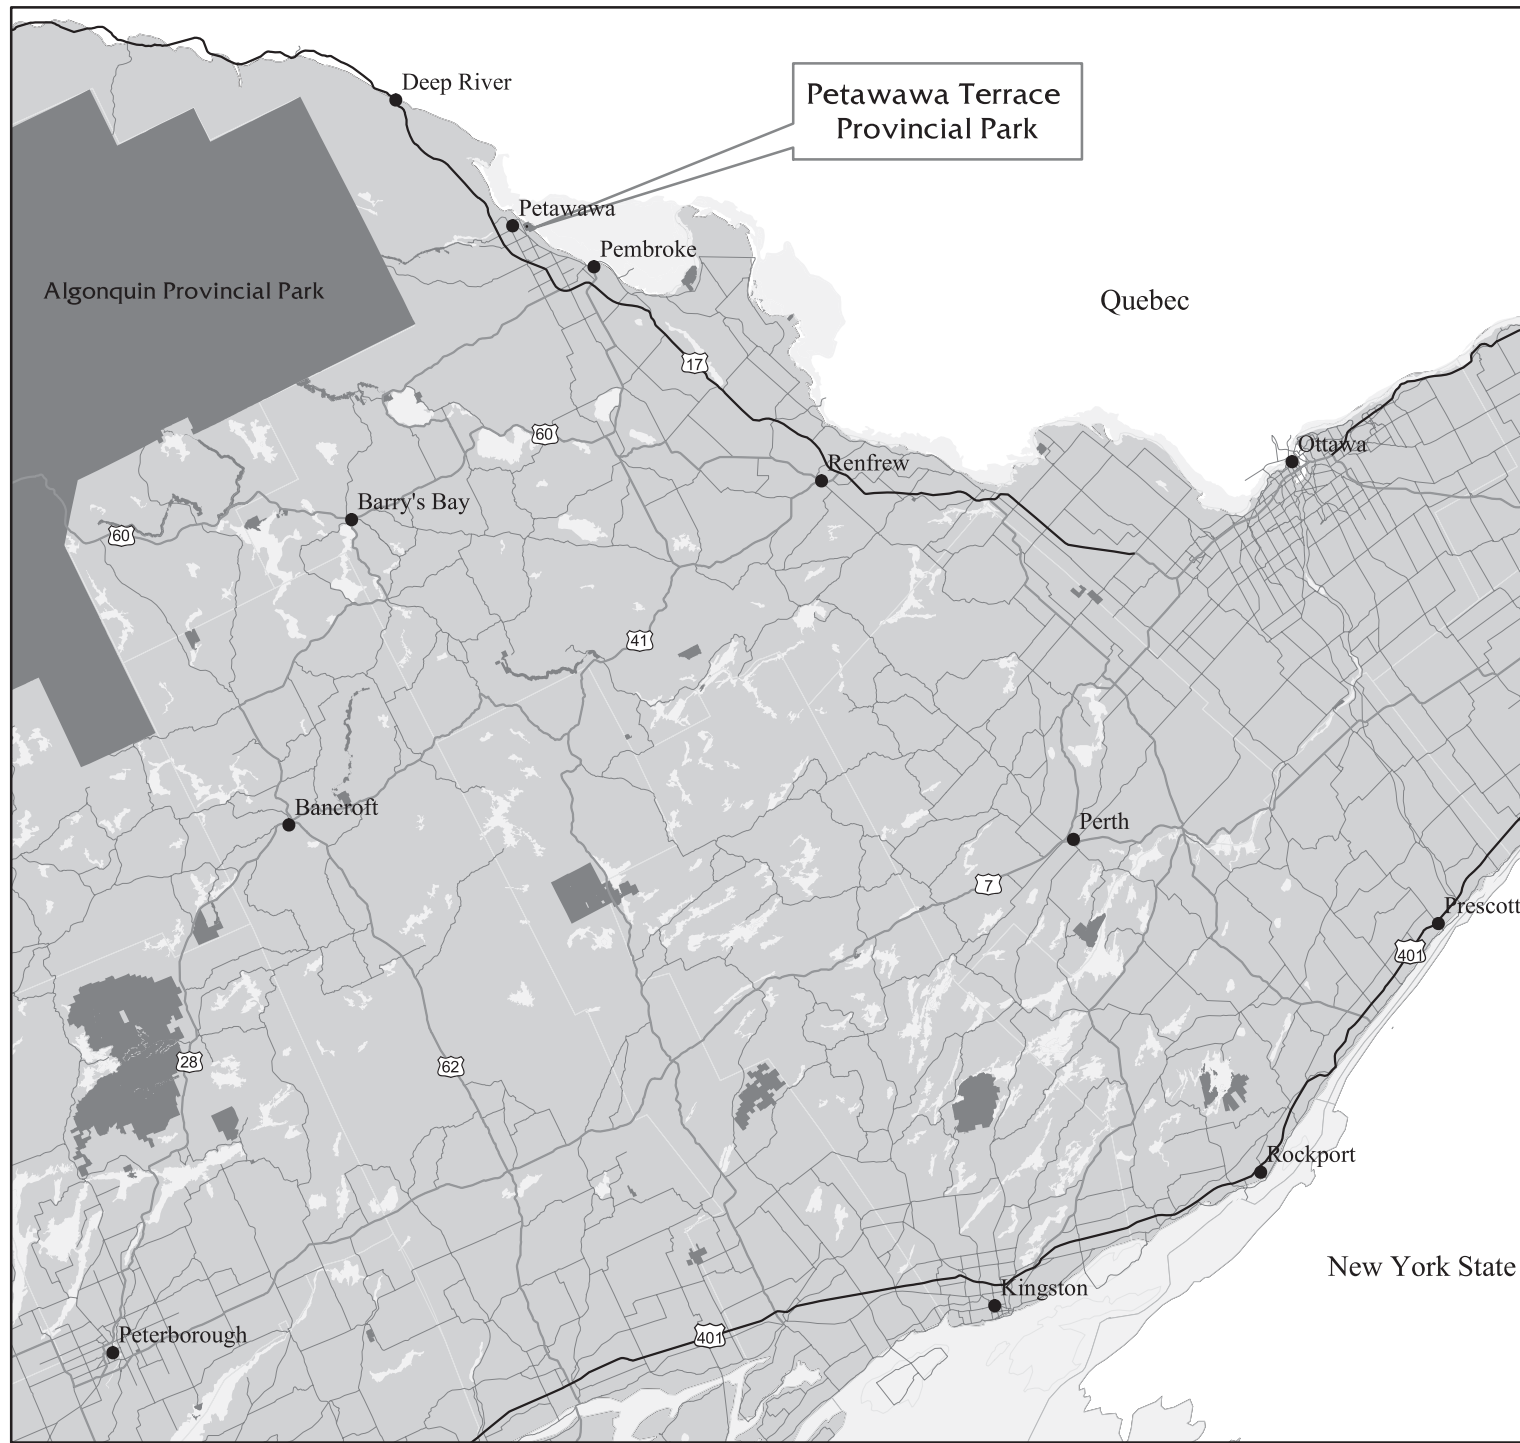 Deep River
Petawawa Terrace
Provincial Park
Petawawa
Pembroke
Algonquin Provincial Park
Quebec
17
60
Ottawa
Renfrew
Barry's Bay
60
41
Bancroft
Perth
7
Prescott
401
28
62
Rockport
New York State
Kingston
Peterborough
401